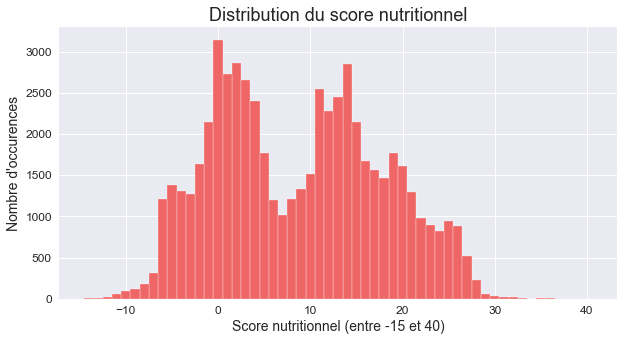 Distribution du score nutritionnel
Nombre d'occurences
3000
2500
2000
1500
1000
500
0
−10 0 10 20 30 40
Score nutritionnel (entre -15 et 40)